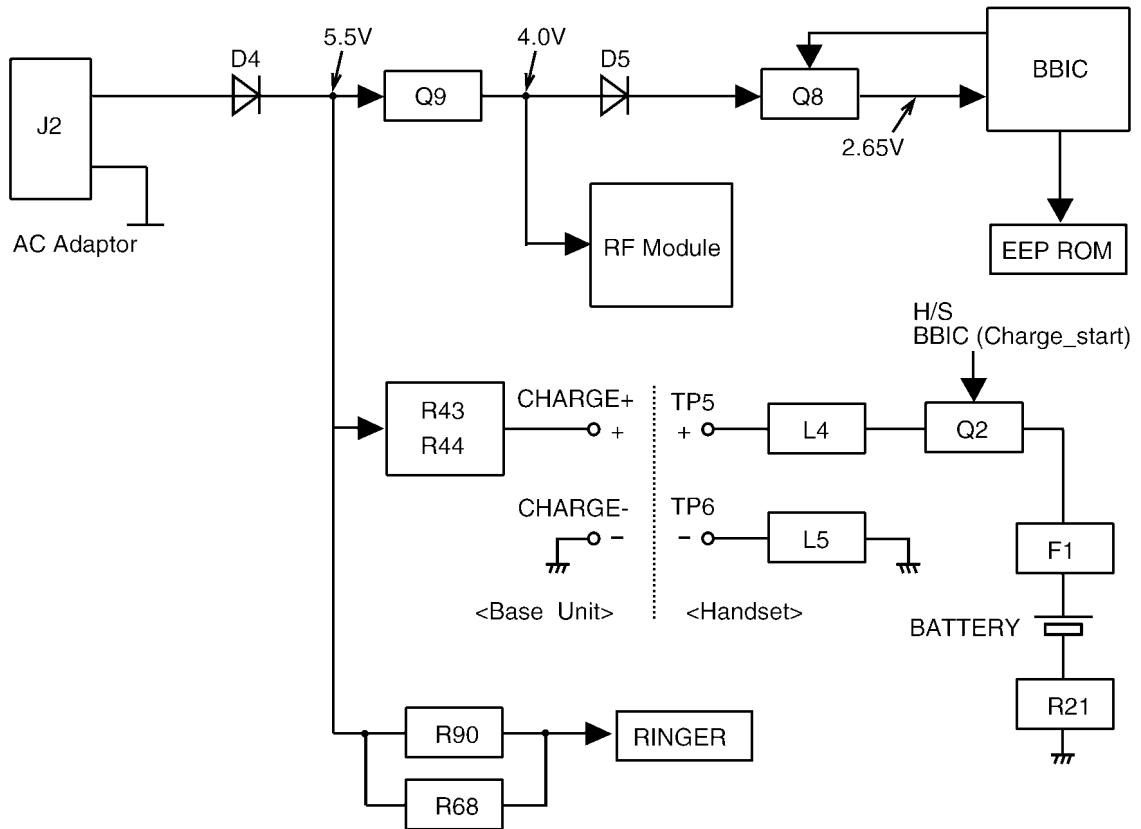 5.5V
4.0V
D4
D5
BBIC
J2
Q9
Q8
2.65V
AC Adaptor
RF Module
EEP ROM
H/S
BBIC (Charge_start)
R43
R44
CHARGE+
+
TP5
+
L4
Q2
CHARGE-
−
TP6
−
L5
F1
<Base Unit>
<Handset>
BATTERY
R21
R90
RINGER
R68